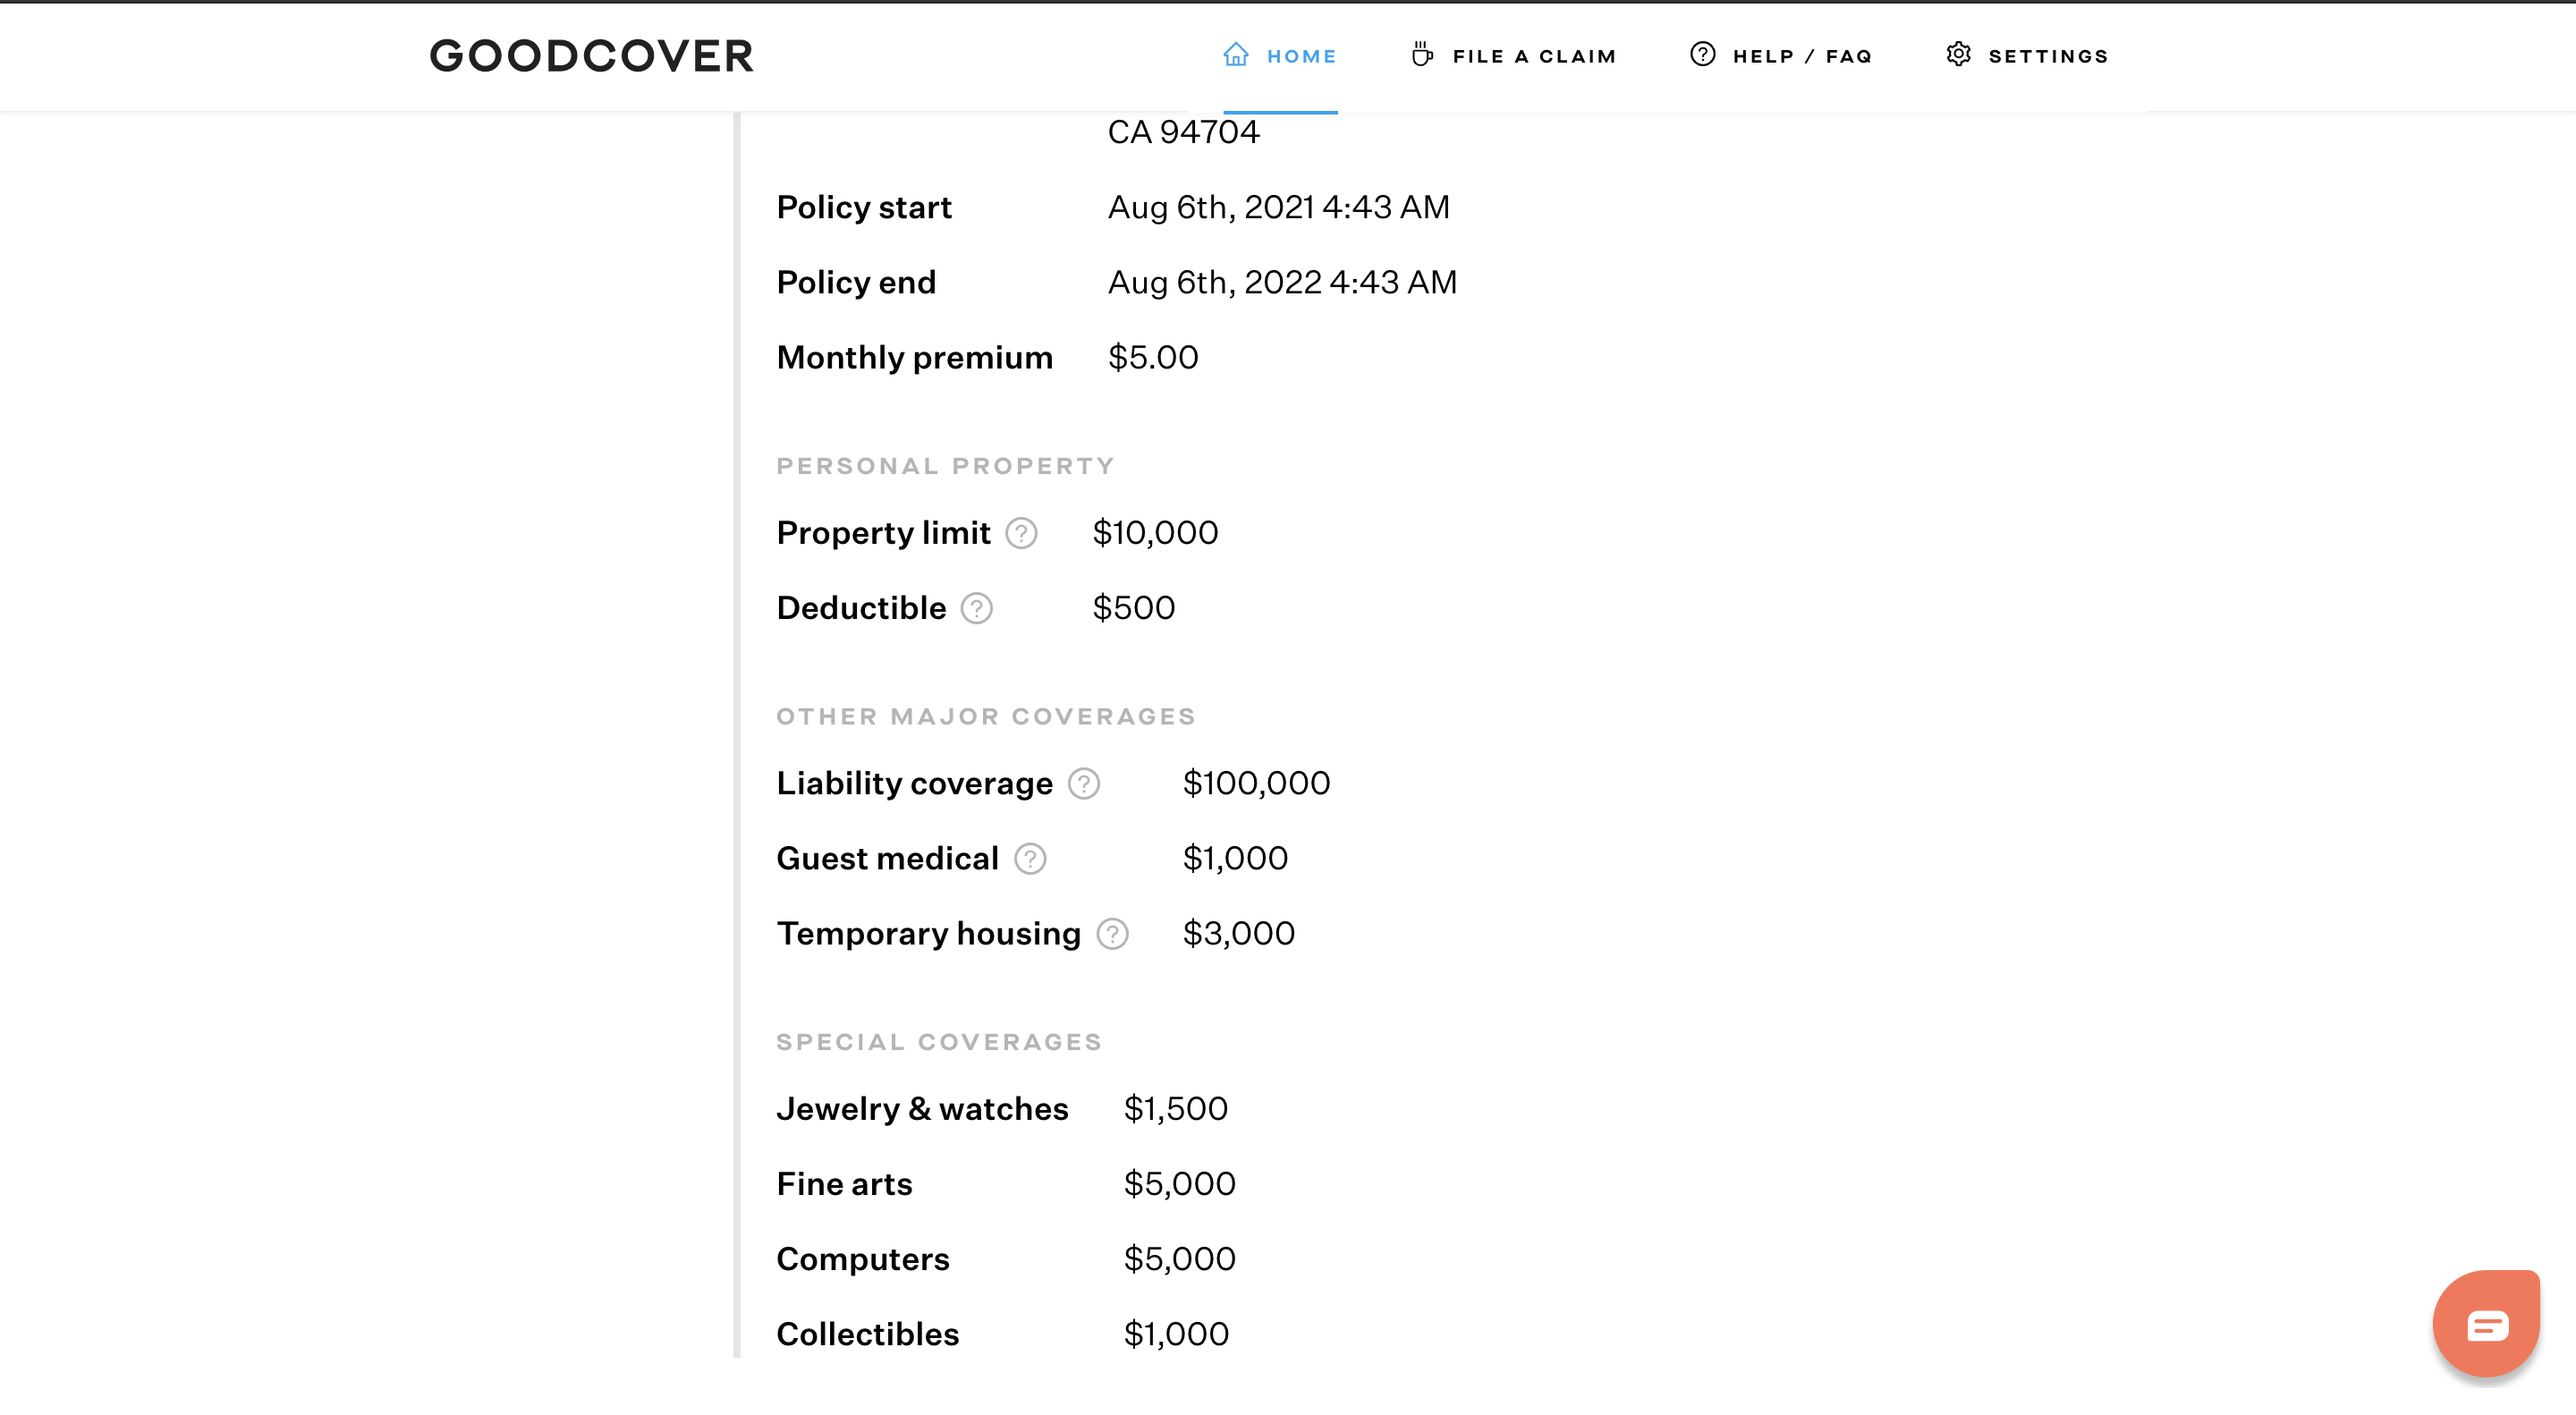 GOODCOVER HOME FILE A CLAIM HELP / FAQ SETTINGS
CA 94704
Policy start Aug 6th, 2021 4:43 AM
Policy end Aug 6th, 2022 4:43 AM
Monthly premium $5.00
PERSONAL PROPERTY
Property limit ? $10,000
Deductible ? $500
OTHER MAJOR COVERAGES
Liability coverage ? $100,000
Guest medical ? $1,000
Temporary housing ? $3,000
SPECIAL COVERAGES
Jewelry & watches $1,500
Fine arts $5,000
Computers $5,000
Collectibles $1,000